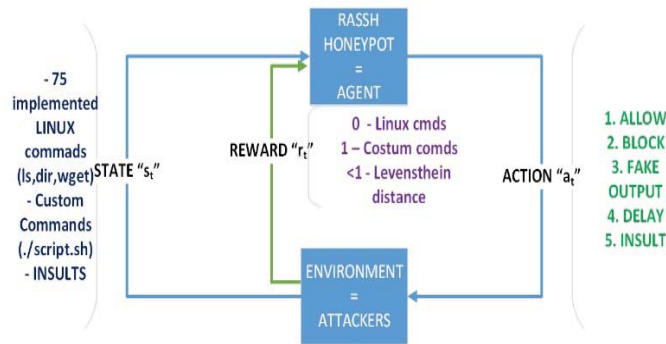 RASSH
HONEYPOT
=
AGENT
- 75
implemented
LINUX
commads
(ls,dir,wget)
- Custom
Commands
(./script.sh)
- INSULTS
STATE "st"
REWARD "rt"
0 - Linux cmds
1 – Costum comds
<1 - Levensthein
distance
ACTION "at"
1. ALLOW
2. BLOCK
3. FAKE
OUTPUT
4. DELAY
5. INSULT
ENVIRONMENT
=
ATTACKERS